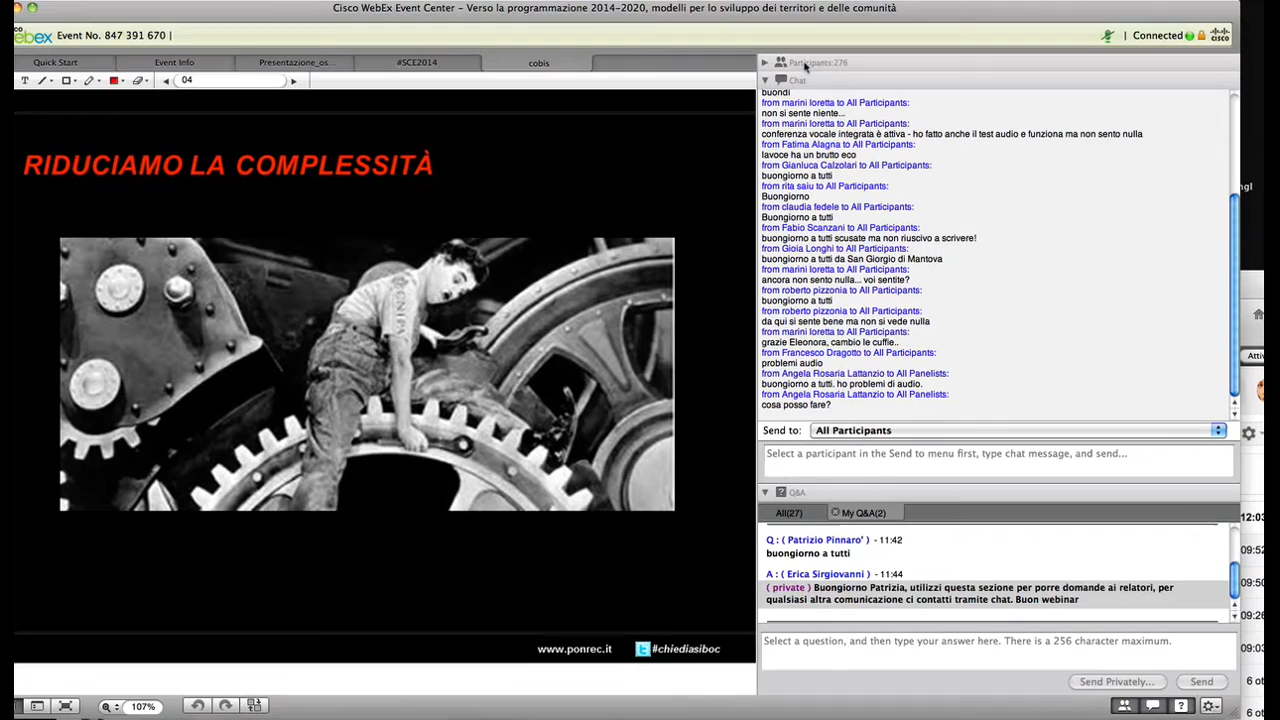 Cisco WebEx Event Center - Verso la programmazione 2014-2020, modelli per lo sviluppo dei territori e delle comunità
Event No. 847 391 670 |
| Connected
CISCO
Quick Start
Event Info
Presentazione_os...
#SCE2014
cobis
04
Participants:276
Chat
RIDUCIAMO LA COMPLESSITÀ
www.ponrec.it
#chiediasiboc
107%
buondi
from marini loretta to All Participants:
non si sente niente...
from marini loretta to All Participants:
conferenza vocale integrata è attiva - ho fatto anche il test audio e funziona ma non sento nulla
from Fatima Alagna to All Participants:
lavoce ha un brutto eco
from Gianluca Calzolari to All Participants:
buongiorno a tutti
from rita saiu to All Participants:
Buongiorno
from claudia fedele to All Participants:
Buongiorno a tutti
from Fabio Scanzani to All Participants:
buongiorno a tutti scusate ma non riuscivo a scrivere!
from Gioia Longhi to All Participants:
buongiorno a tutti da San Giorgio di Mantova
from marini loretta to All Participants:
ancora non sento nulla... voi sentite?
from roberto pizzonia to All Participants:
buongiorno a tutti
from roberto pizzonia to All Participants:
da qui si sente bene ma non si vede nulla
from marini loretta to All Participants:
grazie Eleonora, cambio le cuffie..
from Francesco Dragotto to All Participants:
problemi audio
from Angela Rosaria Lattanzio to All Panelists:
buongiorno a tutti. ho problemi di audio.
from Angela Rosaria Lattanzio to All Panelists:
cosa posso fare?
Send to: All Participants
Select a participant in the Send to menu first, type chat message, and send...
Q&A
All(27)
My Q&A(2)
Q : ( Patrizio Pinnaro' ) - 11:42
buongiorno a tutti
A : ( Erica Sirgiovanni ) - 11:44
( private ) Buongiorno Patrizia, utilizzi questa sezione per porre domande ai relatori, per
qualsiasi altra comunicazione ci contatti tramite chat. Buon webinar
Select a question, and then type your answer here. There is a 256 character maximum.
Send Privately...
Send